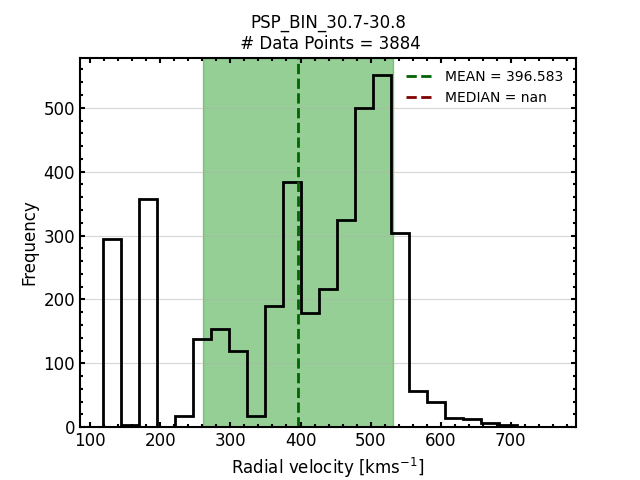 PSP_BIN_30.7-30.8
# Data Points = 3884
MEAN = 396.583
MEDIAN = nan
Frequency
500
400
300
200
100
0
100 200 300 400 500 600 700
Radial velocity [kms⁻¹]